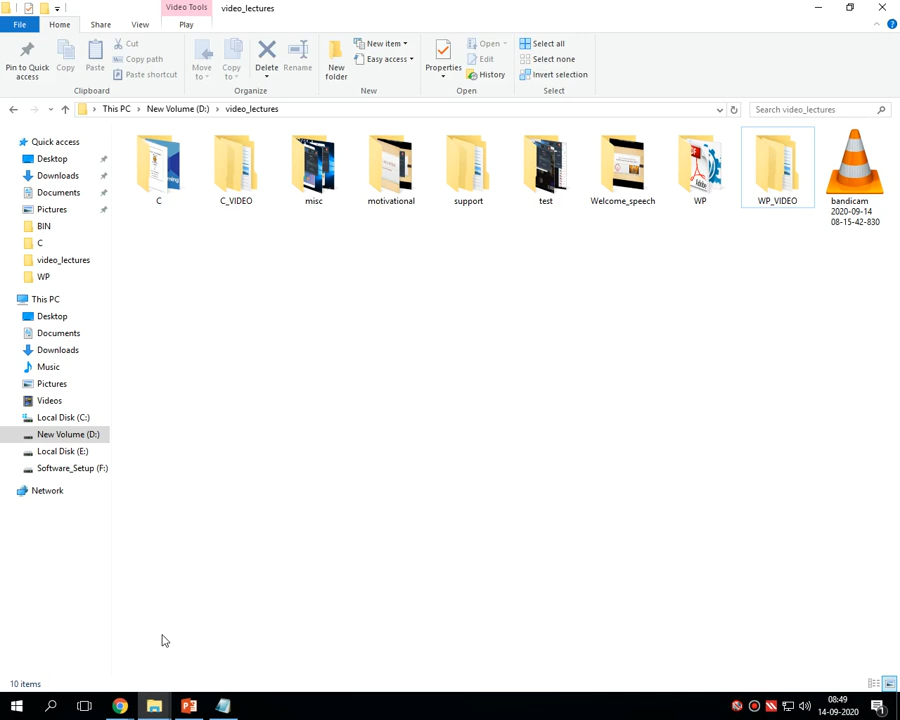 Video Tools
video_lectures
File
Home
Share
View
Play
Pin to Quick
access
Copy
Paste
Cut
Copy path
Paste shortcut
Clipboard
Move
to
Copy
to
Delete
Rename
Organize
New
folder
New item
Easy access
New
Properties
Open
Edit
History
Open
Select all
Select none
Invert selection
Select
This PC
New Volume (D:)
video_lectures
Search video_lectures
Quick access
Desktop
Downloads
Documents
Pictures
BIN
C
video_lectures
WP
This PC
Desktop
Documents
Downloads
Music
Pictures
Videos
Local Disk (C:)
New Volume (D:)
Local Disk (E:)
Software_Setup (F:)
Network
C
C_VIDEO
misc
motivational
support
test
Welcome_speech
WP
WP_VIDEO
bandicam
2020-09-14
08-15-42-830
10 items
08:49
14-09-2020